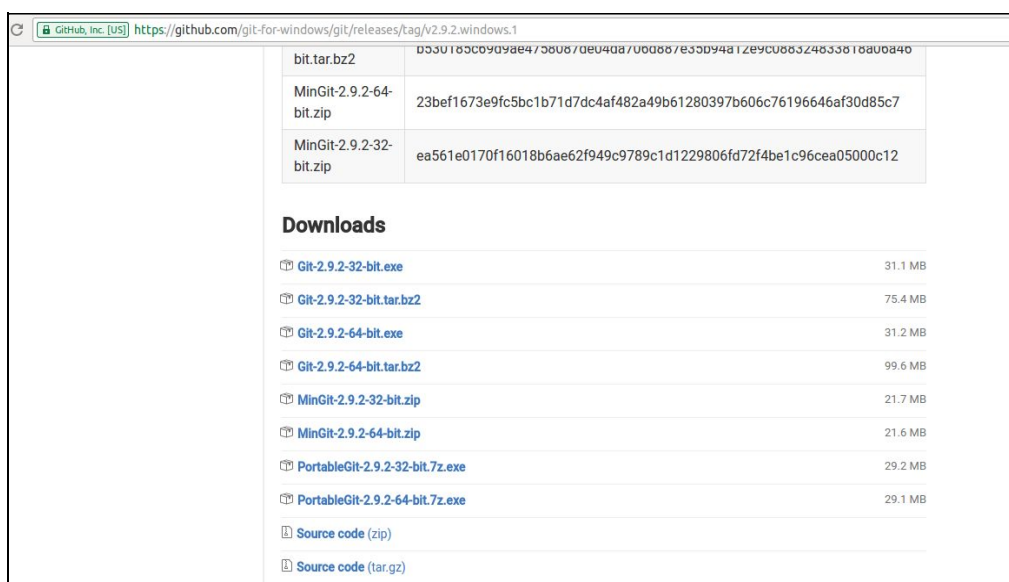 GitHub, Inc. [US] https://github.com/git-for-windows/git/releases/tag/v2.9.2.windows.1
b530185c69d9ae4758087de04da706d887e35b94a12e9c088324833818a06a46
bit.tar.bz2
MinGit-2.9.2-64-
bit.zip
23bef1673e9fc5bc1b71d7dc4af482a49b61280397b606c76196646af30d85c7
MinGit-2.9.2-32-
bit.zip
ea561e0170f16018b6ae62f949c9789c1d1229806fd72f4be1c96cea05000c12
Downloads
Git-2.9.2-32-bit.exe 31.1 MB
Git-2.9.2-32-bit.tar.bz2 75.4 MB
Git-2.9.2-64-bit.exe 31.2 MB
Git-2.9.2-64-bit.tar.bz2 99.6 MB
MinGit-2.9.2-32-bit.zip 21.7 MB
MinGit-2.9.2-64-bit.zip 21.6 MB
PortableGit-2.9.2-32-bit.7z.exe 29.2 MB
PortableGit-2.9.2-64-bit.7z.exe 29.1 MB
Source code (zip)
Source code (tar.gz)